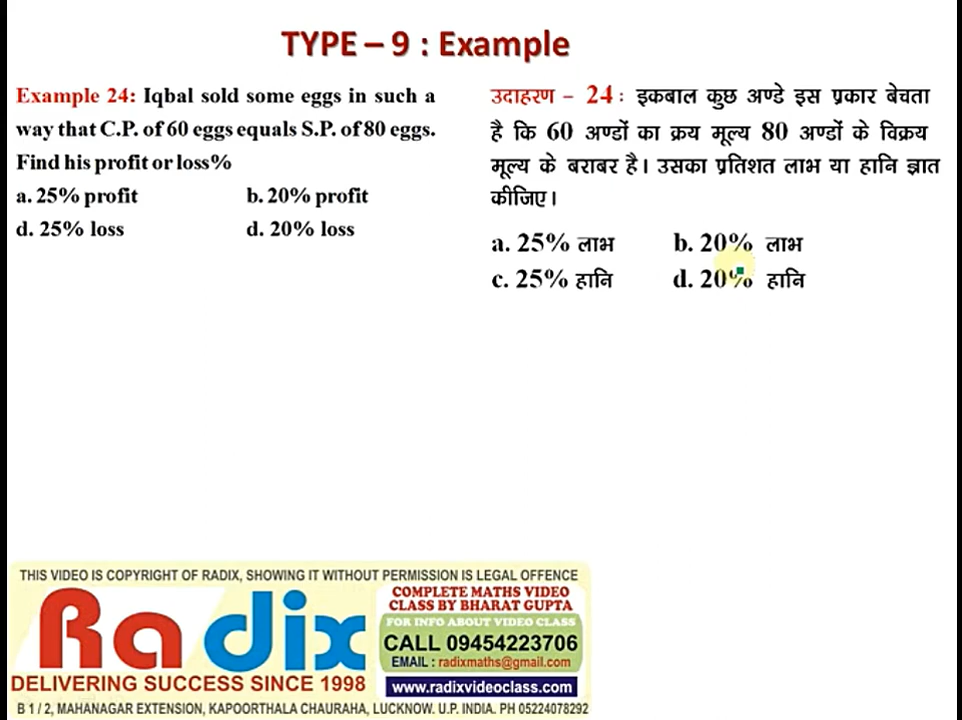 TYPE – 9 : Example
Example 24: Iqbal sold some eggs in such a
way that C.P. of 60 eggs equals S.P. of 80 eggs.
Find his profit or loss%
a. 25% profit b. 20% profit
d. 25% loss d. 20% loss
उदाहरण – 24 : इकबाल कुछ अण्डे इस प्रकार बेचता
है कि 60 अण्डों का क्रय मूल्य 80 अण्डों के विक्रय
मूल्य के बराबर है। उसका प्रतिशत लाभ या हानि ज्ञात
कीजिए।
a. 25% लाभ b. 20% लाभ
c. 25% हानि d. 20% हानि
THIS VIDEO IS COPYRIGHT OF RADIX, SHOWING IT WITHOUT PERMISSION IS LEGAL OFFENCE
Radix
DELIVERING SUCCESS SINCE 1998
COMPLETE MATHS VIDEO
CLASS BY BHARAT GUPTA
FOR INFO ABOUT VIDEO CLASS
CALL 09454223706
EMAIL : radixmaths@gmail.com
www.radixvideoclass.com
B 1 / 2, MAHANAGAR EXTENSION, KAPOORTHALA CHAURAHA, LUCKNOW. U.P. INDIA. PH 05224078292